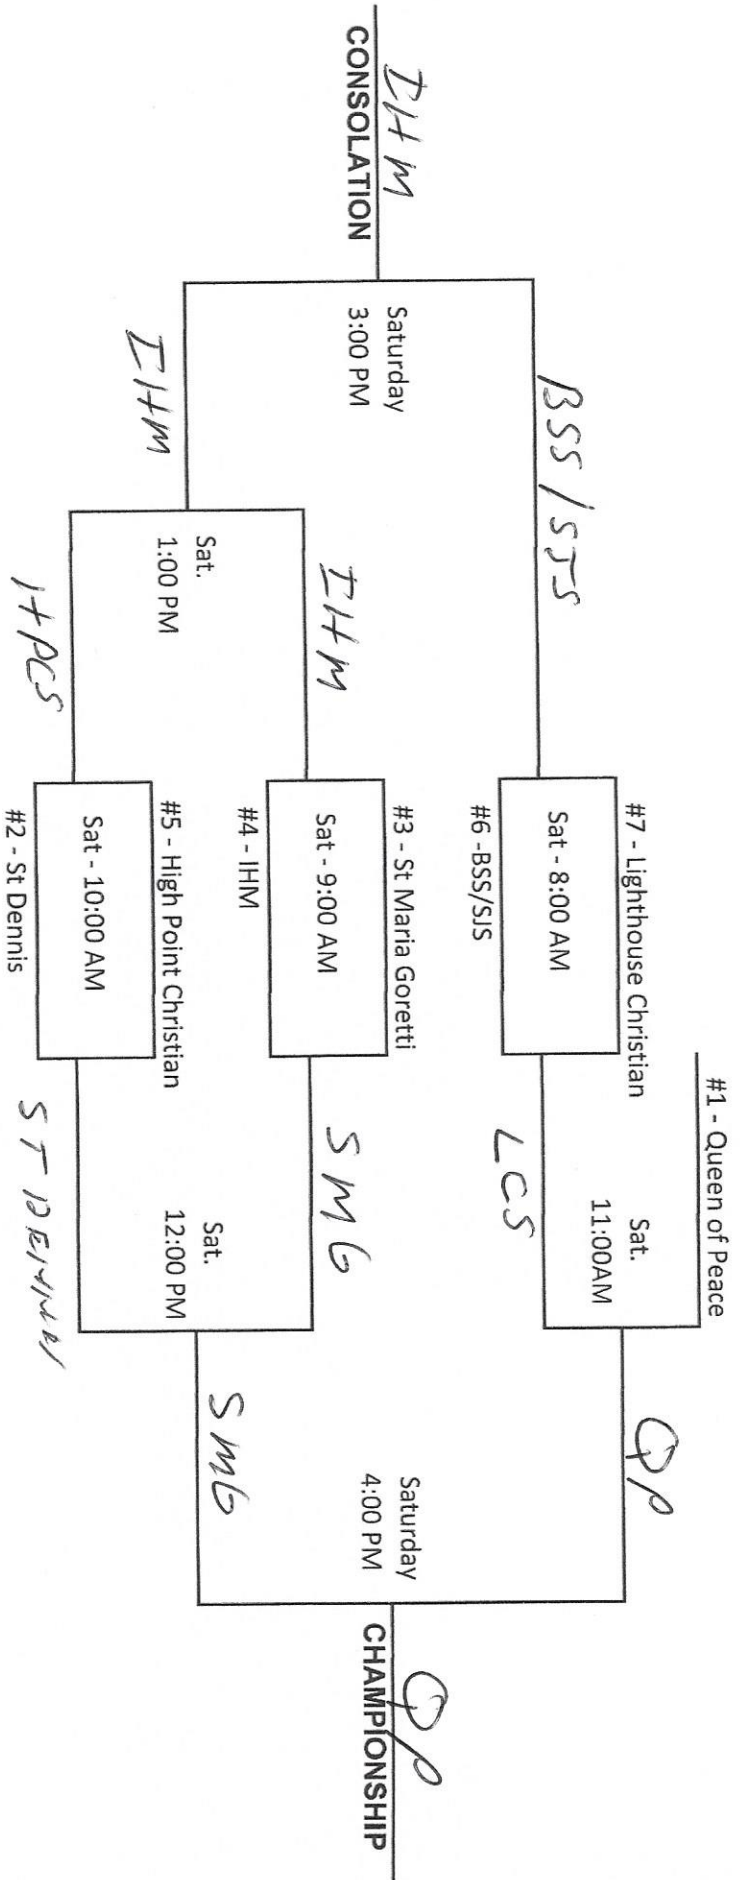 #1 - Queen of Peace
Sat.
11:00AM
QP
#7 - Lighthouse Christian
Sat - 8:00 AM
#6 -BSS/SJS
BSS/SJS
LCS
Saturday
3:00 PM
IHM
CONSOLATION
Saturday
4:00 PM
QP
CHAMPIONSHIP
#3 - St Maria Goretti
Sat - 9:00 AM
#4 - IHM
IHM
SMG
Sat.
1:00 PM
IHM
Sat.
12:00 PM
SMG
#5 - High Point Christian
Sat - 10:00 AM
#2 - St Dennis
HPCS
ST DENNIS